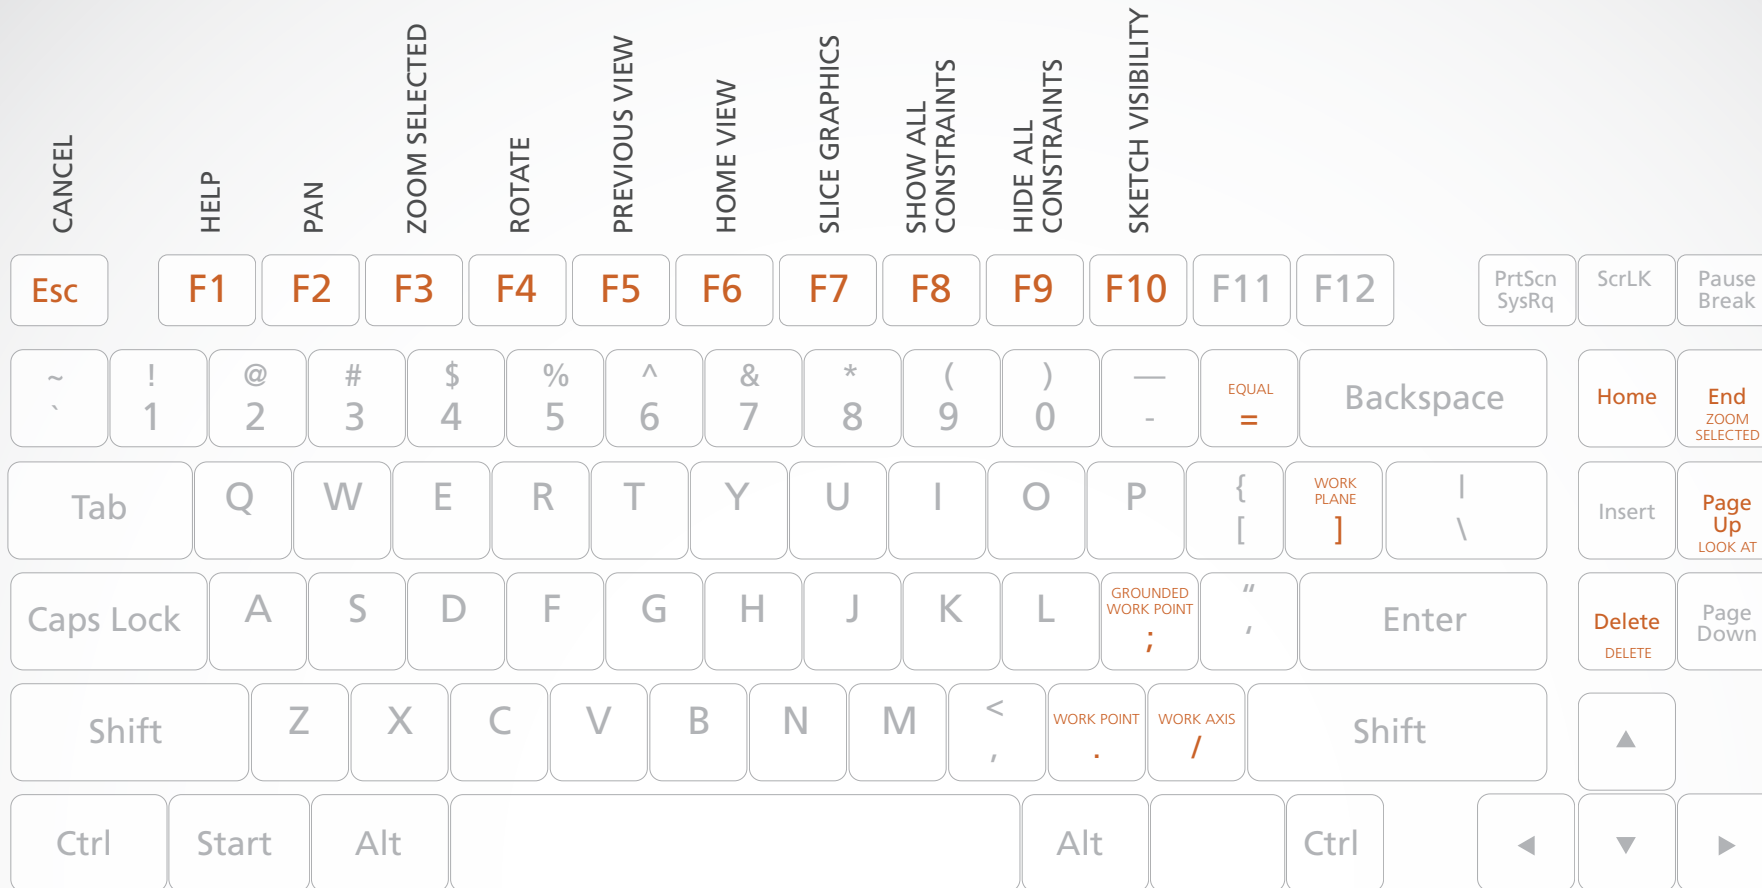 CANCEL
HELP
PAN
ZOOM SELECTED
ROTATE
PREVIOUS VIEW
HOME VIEW
SLICE GRAPHICS
SHOW ALL
CONSTRAINTS
HIDE ALL
CONSTRAINTS
SKETCH VISIBILITY
Esc F1 F2 F3 F4 F5 F6 F7 F8 F9 F10 F11 F12
PrtScn
SysRq
ScrLK
Pause
Break
~
`
!
1
@
2
#
3
$
4
%
5
^
6
&
7
*
8
(
9
)
0
—
-
EQUAL
=
Backspace
Home
End
ZOOM
SELECTED
Tab Q W E R T Y U I O P
{
[
WORK
PLANE
]
|
\
Insert
Page
Up
LOOK AT
Caps Lock A S D F G H J K L
GROUNDED
WORK POINT
;
"
,
Enter
Delete
DELETE
Page
Down
Shift Z X C V B N M
<
,
WORK POINT
.
WORK AXIS
/
Shift
▲
Ctrl Start Alt Alt Ctrl ◀ ▼ ▶